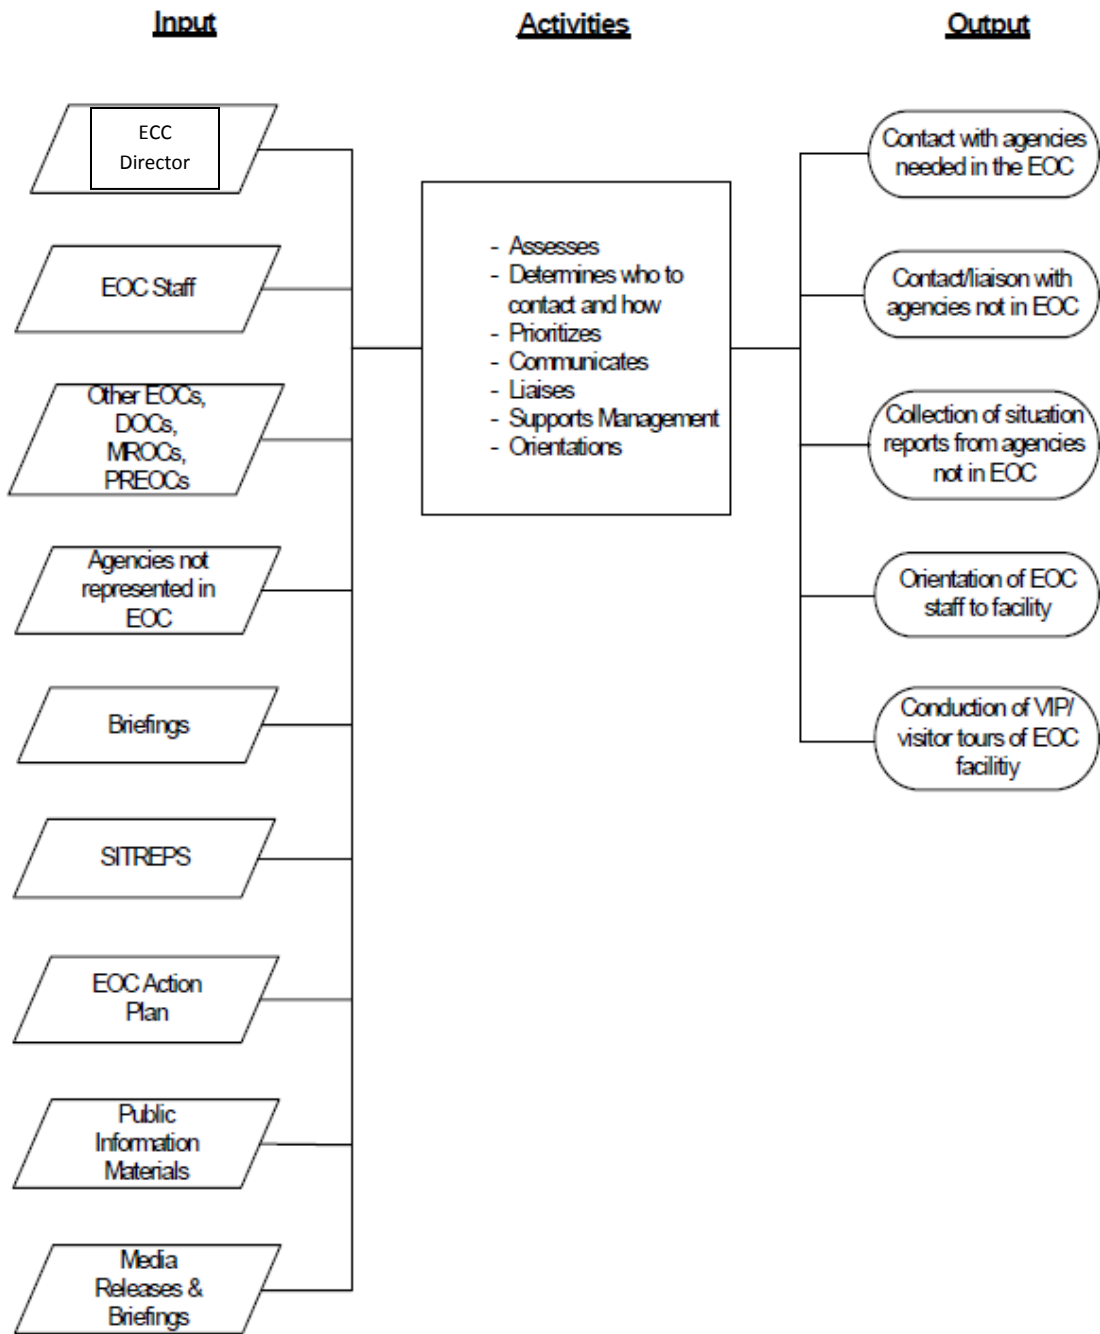 Input
Activities
Output
ECC
Director
EOC Staff
Other EOCs,
DOCs,
MROCs,
PREOCs
Agencies not
represented in
EOC
Briefings
SITREPS
EOC Action
Plan
Public
Information
Materials
Media
Releases &
Briefings
- Assesses
- Determines who to
contact and how
- Prioritizes
- Communicates
- Liaises
- Supports Management
- Orientations
Contact with agencies
needed in the EOC
Contact/liaison with
agencies not in EOC
Collection of situation
reports from agencies
not in EOC
Orientation of EOC
staff to facility
Conduction of VIP/
visitor tours of EOC
facilitiy